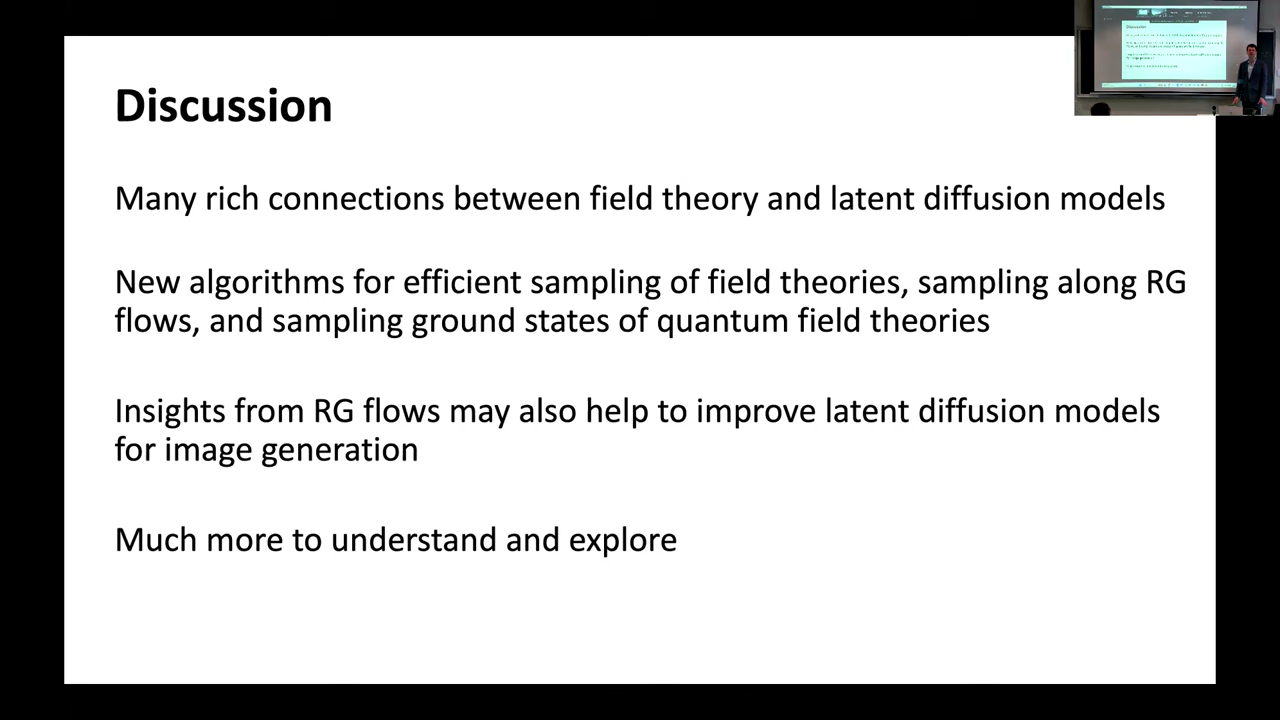 Discussion
Many rich connections between field theory and latent diffusion models
New algorithms for efficient sampling of field theories, sampling along RG
flows, and sampling ground states of quantum field theories
Insights from RG flows may also help to improve latent diffusion models
for image generation
Much more to understand and explore